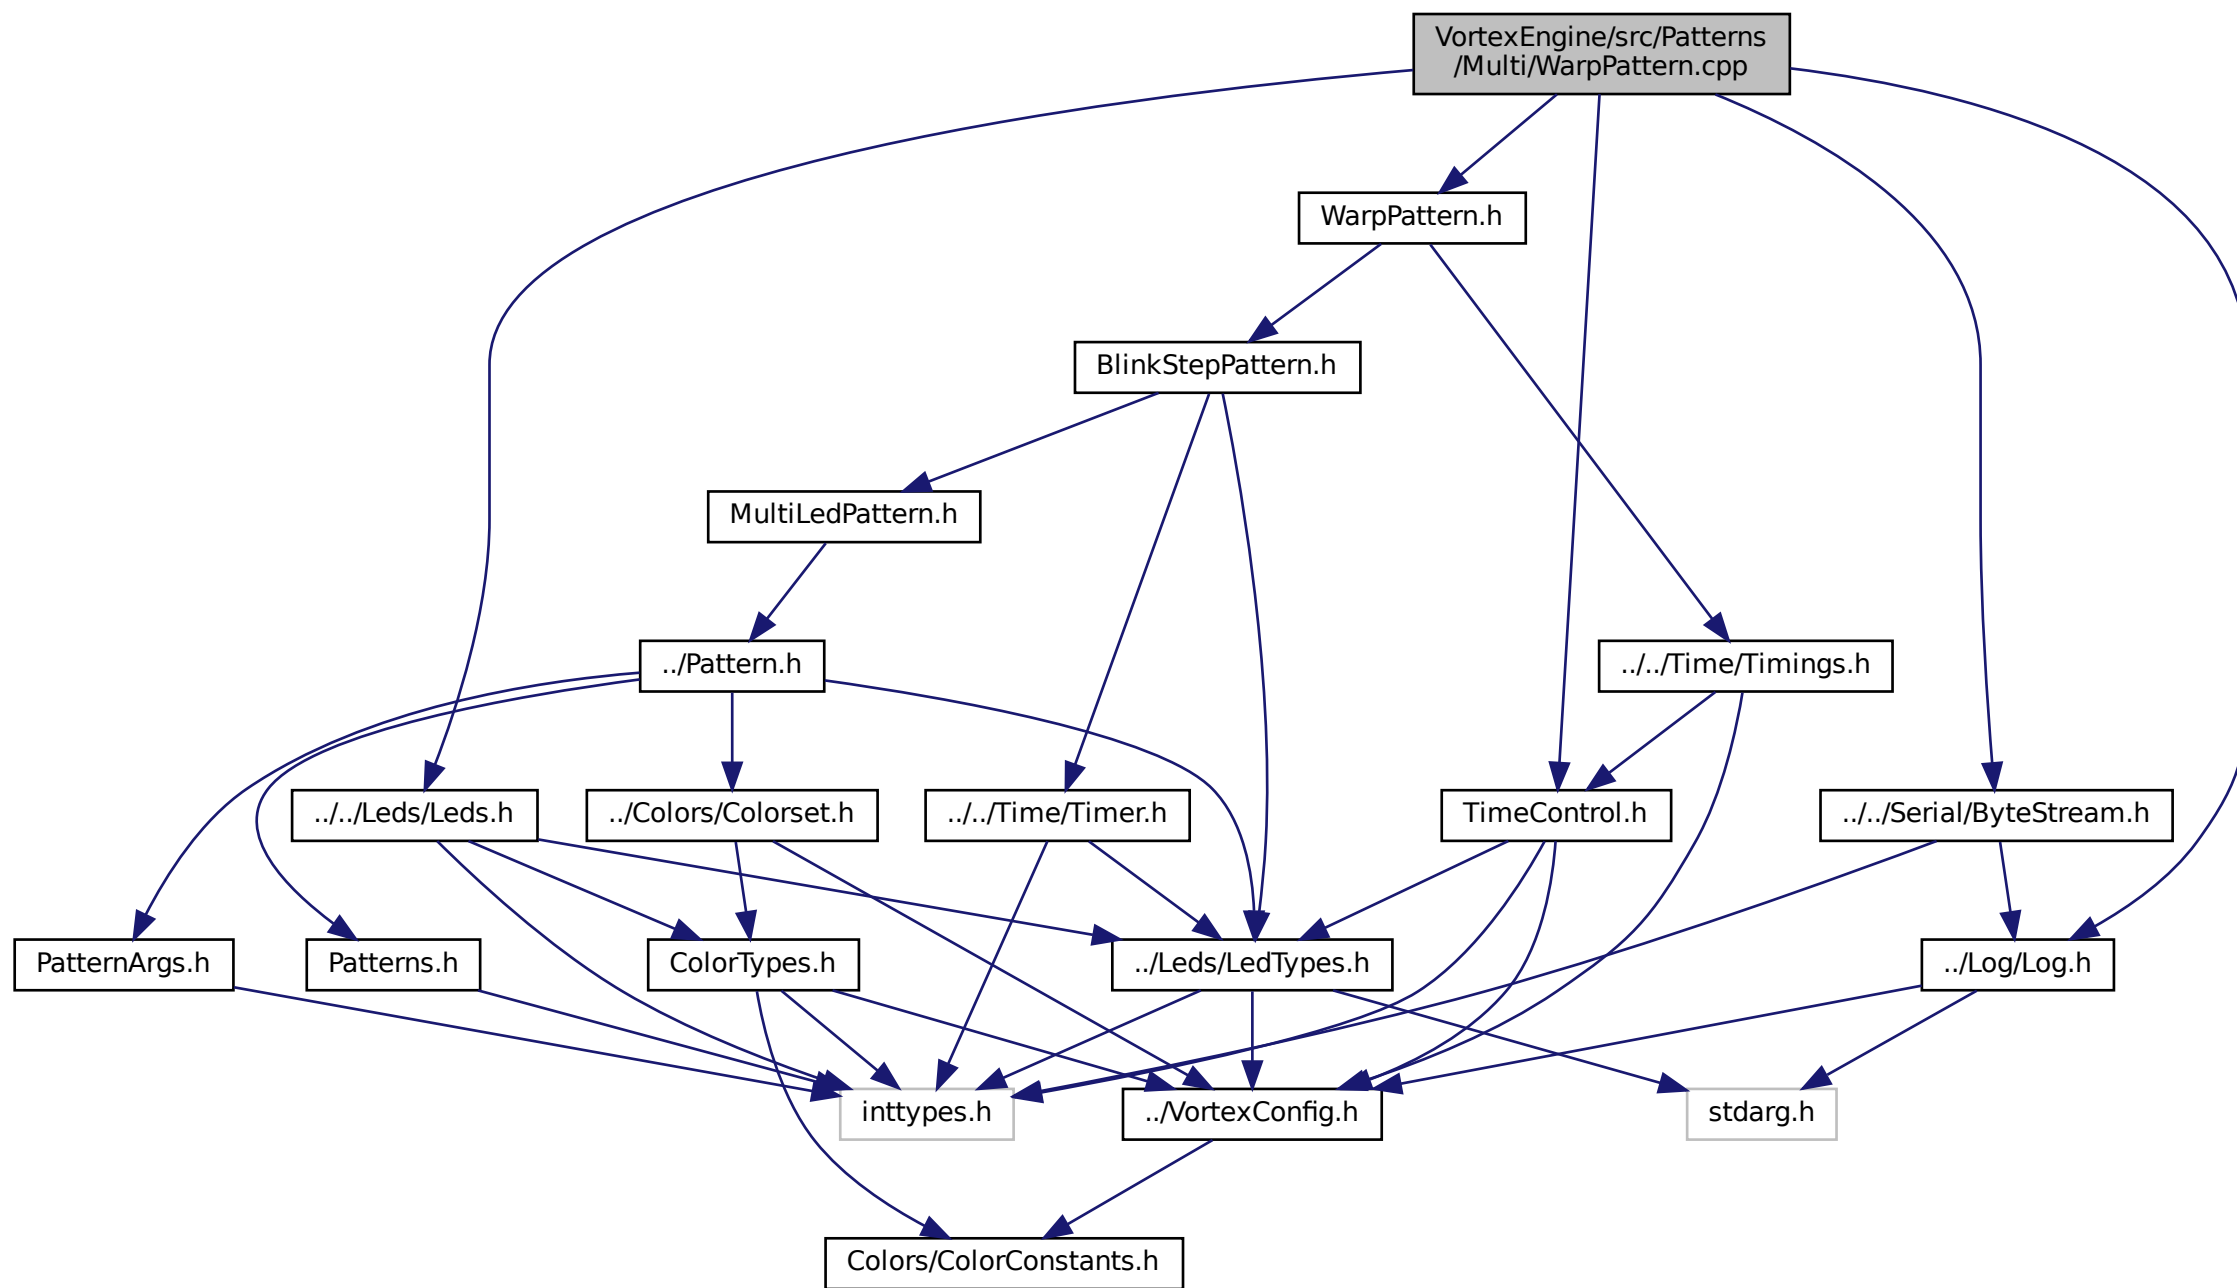 VortexEngine/src/Patterns
/Multi/WarpPattern.cpp
WarpPattern.h
BlinkStepPattern.h
MultiLedPattern.h
../Pattern.h
../../Time/Timings.h
../../Leds/Leds.h
../Colors/Colorset.h
../../Time/Timer.h
TimeControl.h
../../Serial/ByteStream.h
PatternArgs.h
Patterns.h
ColorTypes.h
../Leds/LedTypes.h
../Log/Log.h
inttypes.h
../VortexConfig.h
stdarg.h
Colors/ColorConstants.h